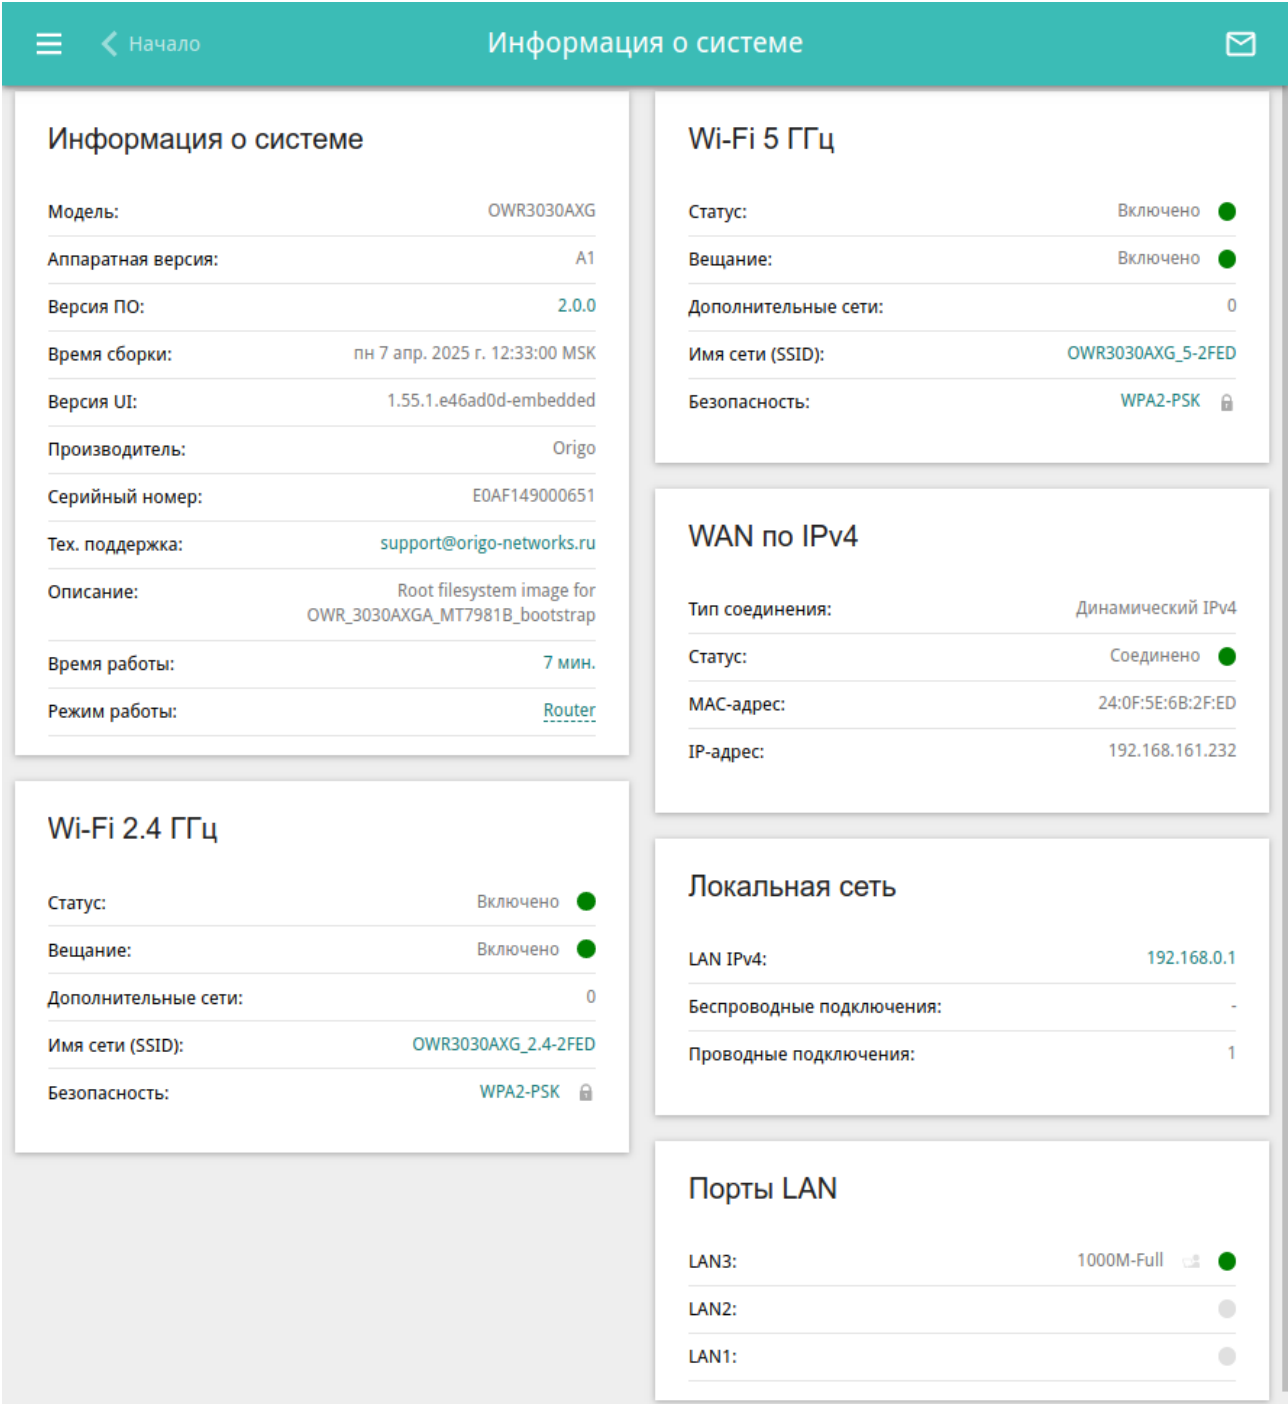 Начало
Информация о системе
Информация о системе
Модель: OWR3030AXG
Аппаратная версия: A1
Версия ПО: 2.0.0
Время сборки: пн 7 апр. 2025 г. 12:33:00 MSK
Версия UI: 1.55.1.e46ad0d-embedded
Производитель: Origo
Серийный номер: E0AF149000651
Тех. поддержка: support@origo-networks.ru
Описание: Root filesystem image for
OWR_3030AXGA_MT7981B_bootstrap
Время работы: 7 мин.
Режим работы: Router
Wi-Fi 2.4 ГГц
Статус: Включено
Вещание: Включено
Дополнительные сети: 0
Имя сети (SSID): OWR3030AXG_2.4-2FED
Безопасность: WPA2-PSK
Wi-Fi 5 ГГц
Статус: Включено
Вещание: Включено
Дополнительные сети: 0
Имя сети (SSID): OWR3030AXG_5-2FED
Безопасность: WPA2-PSK
WAN по IPv4
Тип соединения: Динамический IPv4
Статус: Соединено
MAC-адрес: 24:0F:5E:6B:2F:ED
IP-адрес: 192.168.161.232
Локальная сеть
LAN IPv4: 192.168.0.1
Беспроводные подключения: -
Проводные подключения: 1
Порты LAN
LAN3: 1000M-Full
LAN2:
LAN1: